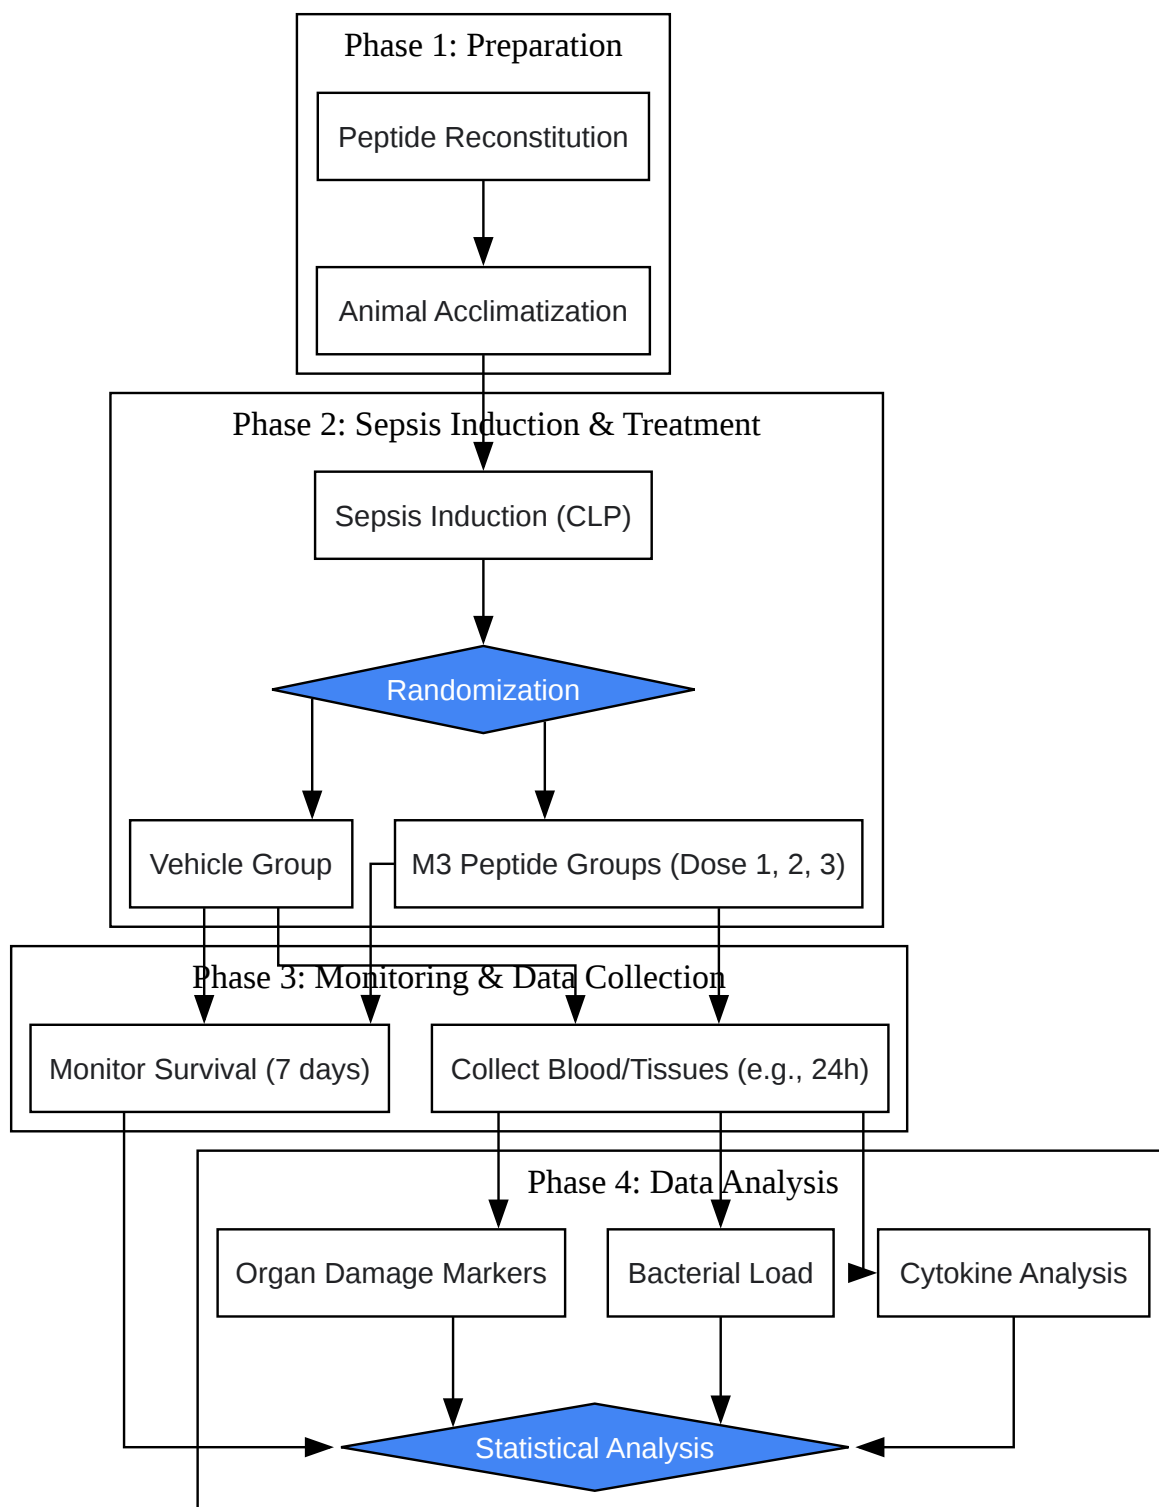 Phase 1: Preparation
Peptide Reconstitution
Animal Acclimatization
Phase 2: Sepsis Induction & Treatment
Sepsis Induction (CLP)
Randomization
Vehicle Group
M3 Peptide Groups (Dose 1, 2, 3)
Phase 3: Monitoring & Data Collection
Monitor Survival (7 days)
Collect Blood/Tissues (e.g., 24h)
Phase 4: Data Analysis
Organ Damage Markers
Bacterial Load
Cytokine Analysis
Statistical Analysis